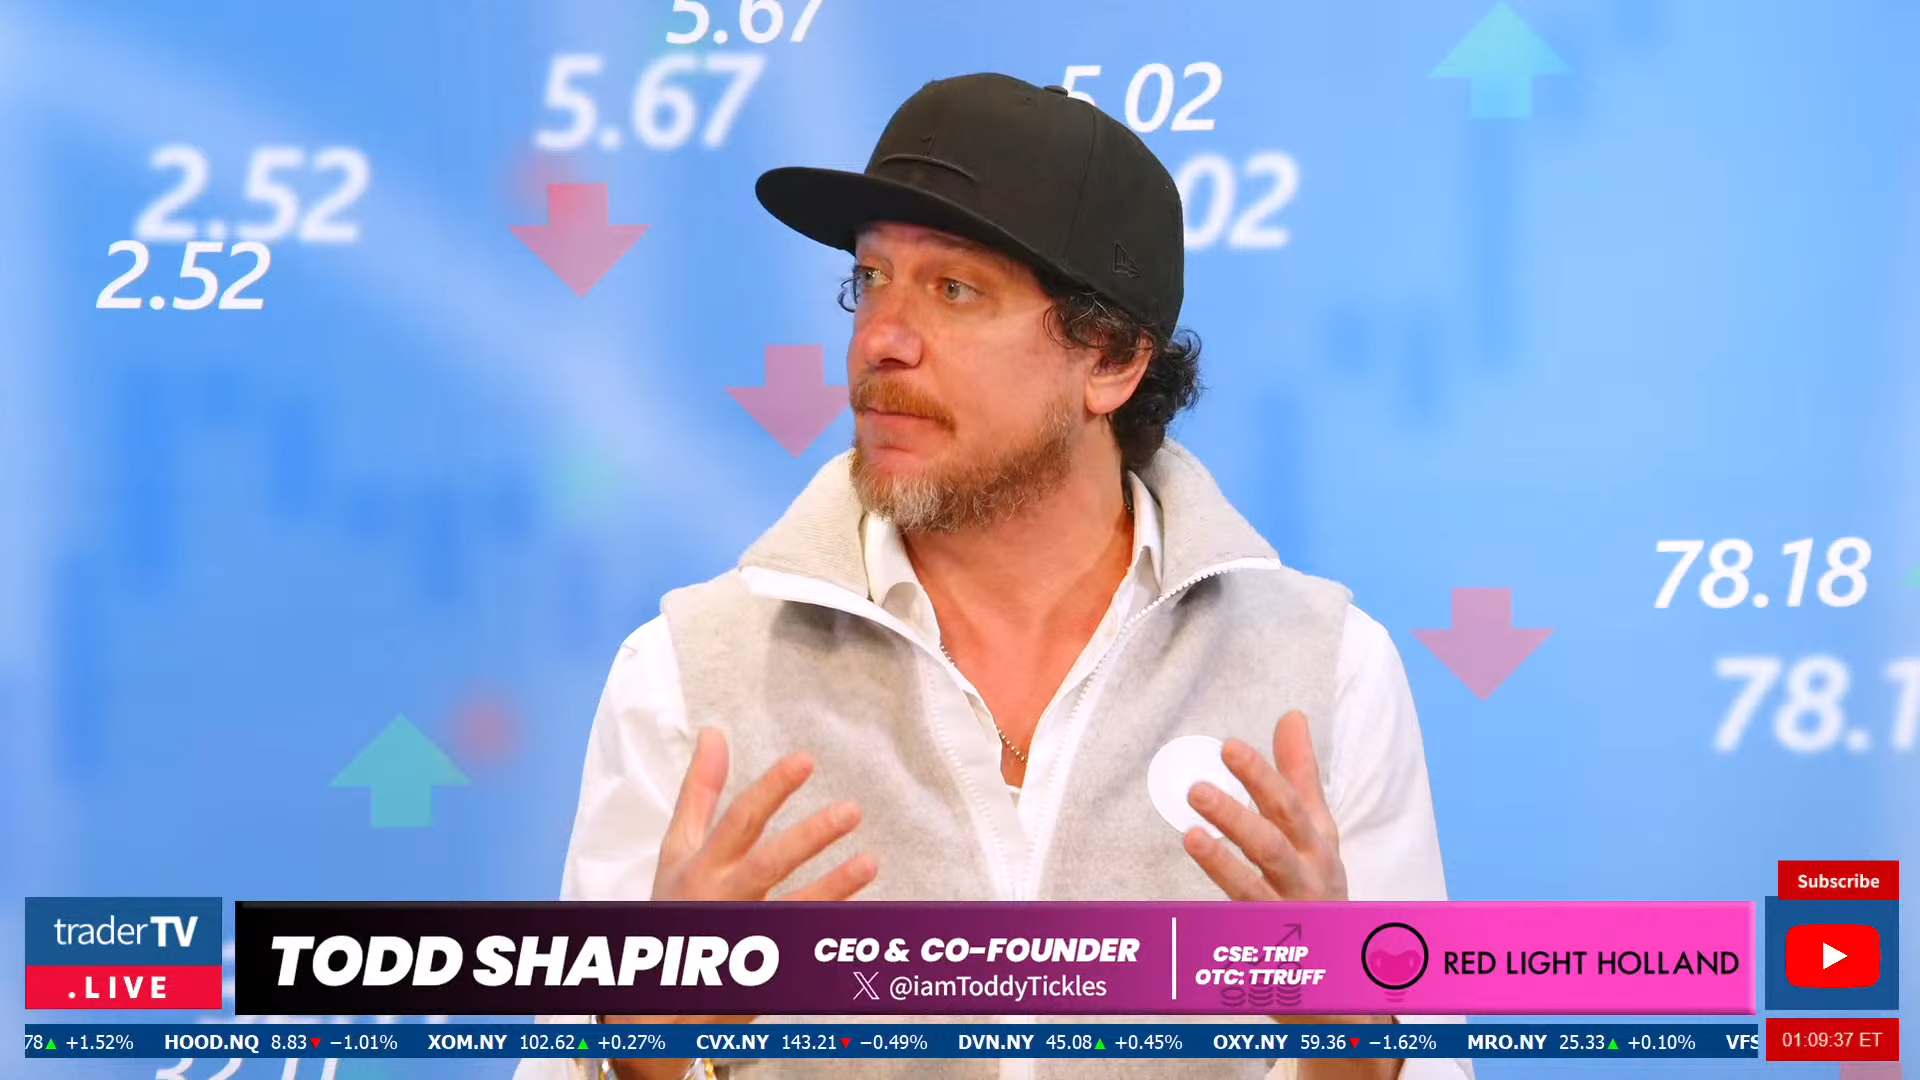 5.67
5.67
5.02
02
2.52
2.52
78.18
78.1
Subscribe
traderTV
.LIVE
TODD SHAPIRO
CEO & CO-FOUNDER
X @iamToddyTickles
CSE: TRIP
OTC: TTRUFF
RED LIGHT HOLLAND
78▲ +1.52% HOOD.NQ 8.83▼ −1.01% XOM.NY 102.62▲ +0.27% CVX.NY 143.21▼ −0.49% DVN.NY 45.08▲ +0.45% OXY.NY 59.36▼ −1.62% MRO.NY 25.33▲ +0.10% VFS
01:09:37 ET